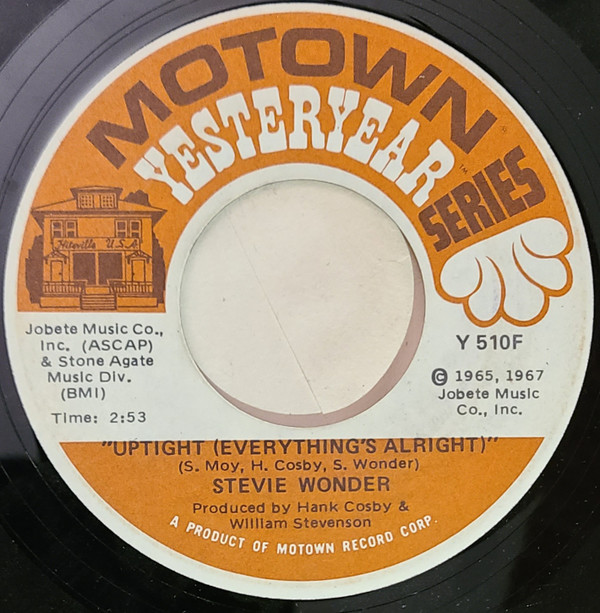 MOTOWN
YESTERYEAR™
SERIES
Hitsville U.S.A.
Jobete Music Co.,
Inc. (ASCAP)
& Stone Agate
Music Div.
(BMI)
Time: 2:53
Y 510F
© 1965, 1967
Jobete Music
Co., Inc.
"UPTIGHT (EVERYTHING'S ALRIGHT)"
(S. Moy, H. Cosby, S. Wonder)
STEVIE WONDER
Produced by Hank Cosby &
William Stevenson
A PRODUCT OF MOTOWN RECORD CORP.